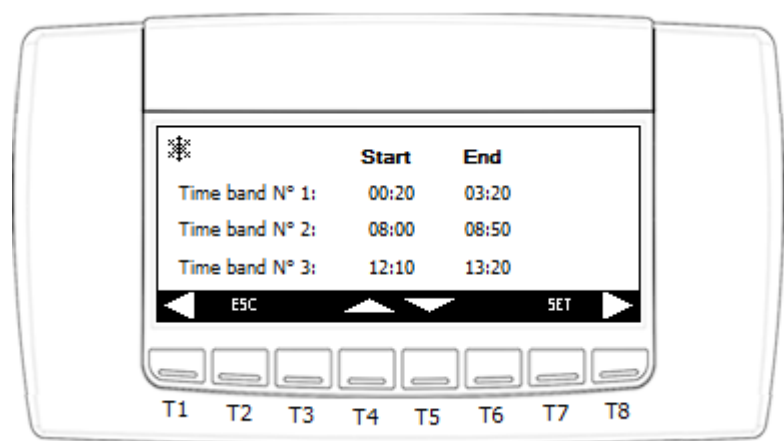 Start End
Time band N° 1: 00:20 03:20
Time band N° 2: 08:00 08:50
Time band N° 3: 12:10 13:20
ESC SET
T1 T2 T3 T4 T5 T6 T7 T8